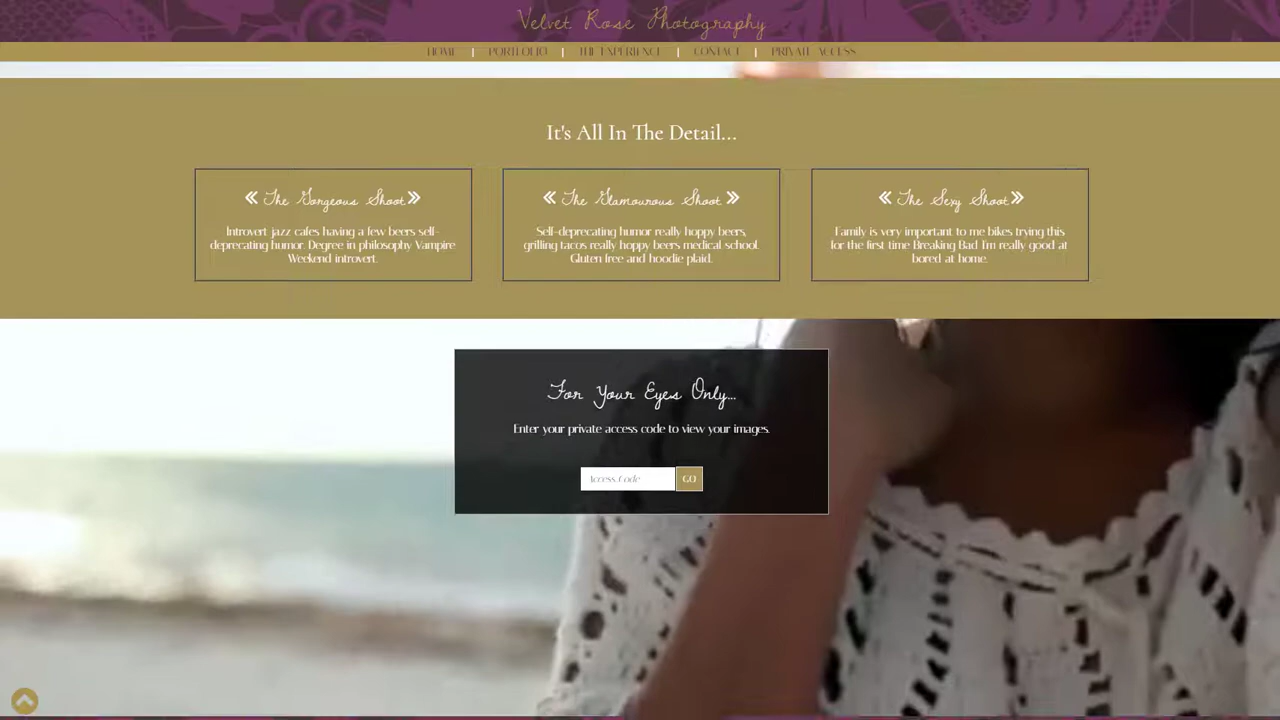 Velvet Rose Photography
HOME | PORTFOLIO | THE EXPERIENCE | CONTACT | PRIVATE ACCESS
It's All In The Detail...
« The Gorgeous Shoot »
Introvert jazz cafes having a few beers self-
deprecating humor. Degree in philosophy Vampire
Weekend introvert.
« The Glamourous Shoot »
Self-deprecating humor really hoppy beers,
grilling tacos really hoppy beers medical school.
Gluten free and hoodie plaid.
« The Sexy Shoot »
Family is very important to me bikes trying this
for the first time Breaking Bad I'm really good at
bored at home.
For Your Eyes Only...
Enter your private access code to view your images.
Access Code
GO